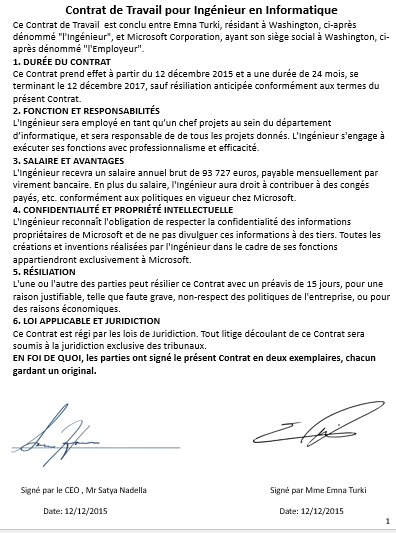 Contrat de Travail pour Ingénieur en Informatique
Ce Contrat de Travail est conclu entre Emna Turki, résidant à Washington, ci-après
dénommé "l'Ingénieur", et Microsoft Corporation, ayant son siège social à Washington, ci-
après dénommé "l'Employeur".
1. DURÉE DU CONTRAT
Ce Contrat prend effet à partir du 12 décembre 2015 et a une durée de 24 mois, se
terminant le 12 décembre 2017, sauf résiliation anticipée conformément aux termes du
présent Contrat.
2. FONCTION ET RESPONSABILITÉS
L'Ingénieur sera employé en tant qu'un chef projets au sein du département
d'informatique, et sera responsable de de tous les projets donnés. L'Ingénieur s'engage à
exécuter ses fonctions avec professionnalisme et efficacité.
3. SALAIRE ET AVANTAGES
L'Ingénieur recevra un salaire annuel brut de 93 727 euros, payable mensuellement par
virement bancaire. En plus du salaire, l'Ingénieur aura droit à contribuer à des congés
payés, etc. conformément aux politiques en vigueur chez Microsoft.
4. CONFIDENTIALITÉ ET PROPRIÉTÉ INTELLECTUELLE
L'Ingénieur reconnaît l'obligation de respecter la confidentialité des informations
propriétaires de Microsoft et de ne pas divulguer ces informations à des tiers. Toutes les
créations et inventions réalisées par l'Ingénieur dans le cadre de ses fonctions
appartiendront exclusivement à Microsoft.
5. RÉSILIATION
L'une ou l'autre des parties peut résilier ce Contrat avec un préavis de 15 jours, pour une
raison justifiable, telle que faute grave, non-respect des politiques de l'entreprise, ou pour
des raisons économiques.
6. LOI APPLICABLE ET JURIDICTION
Ce Contrat est régi par les lois de Juridiction. Tout litige découlant de ce Contrat sera
soumis à la juridiction exclusive des tribunaux.
EN FOI DE QUOI, les parties ont signé le présent Contrat en deux exemplaires, chacun
gardant un original.
Signé par le CEO , Mr Satya Nadella
Signé par Mme Emna Turki
Date: 12/12/2015
Date: 12/12/2015
1